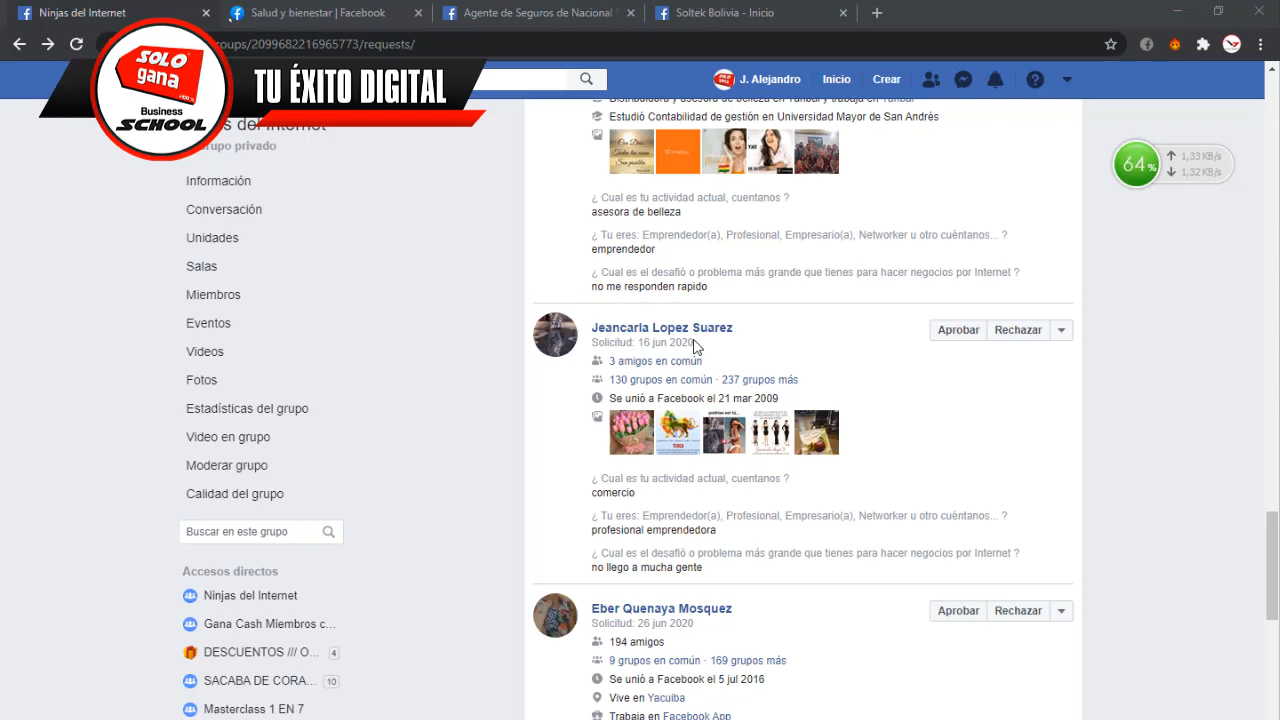 Ninjas del Internet
Salud y bienestar | Facebook
Agente de Seguros de Nacional S
Soltek Bolivia - Inicio
oups/2099682216965773/requests/
SOLO
gana
+100 %
Business
SCHOOL
TU ÉXITO DIGITAL
J. Alejandro
Inicio
Crear
s del Internet
rupo privado
Información
Conversación
Unidades
Salas
Miembros
Eventos
Videos
Fotos
Estadísticas del grupo
Video en grupo
Moderar grupo
Calidad del grupo
Buscar en este grupo
Accesos directos
Ninjas del Internet
Gana Cash Miembros c...
DESCUENTOS /// O... 4
SACABA DE CORA... 10
Masterclass 1 EN 7
Distribuidora y asesora de belleza en Yanbal y trabaja en Yanbal
Estudió Contabilidad de gestión en Universidad Mayor de San Andrès
¿ Cual es tu actividad actual, cuentanos ?
asesora de belleza
¿ Tu eres: Emprendedor(a), Profesional, Empresario(a), Networker u otro cuêntanos... ?
emprendedor
¿ Cual es el desafió o problema más grande que tienes para hacer negocios por Internet ?
no me responden rapido
Jeancarla Lopez Suarez
Aprobar
Rechazar
Solicitud: 16 jun 2020
3 amigos en común
130 grupos en común · 237 grupos más
Se unió a Facebook el 21 mar 2009
¿ Cual es tu actividad actual, cuentanos ?
comercio
¿ Tu eres: Emprendedor(a), Profesional, Empresario(a), Networker u otro cuêntanos... ?
profesional emprendedora
¿ Cual es el desafió o problema más grande que tienes para hacer negocios por Internet ?
no llego a mucha gente
Eber Quenaya Mosquez
Aprobar
Rechazar
Solicitud: 26 jun 2020
194 amigos
9 grupos en común · 169 grupos más
Se unió a Facebook el 5 jul 2016
Vive en Yacuiba
Trabaja en Facebook App
64%
1,33 KB/s
1,32 KB/s